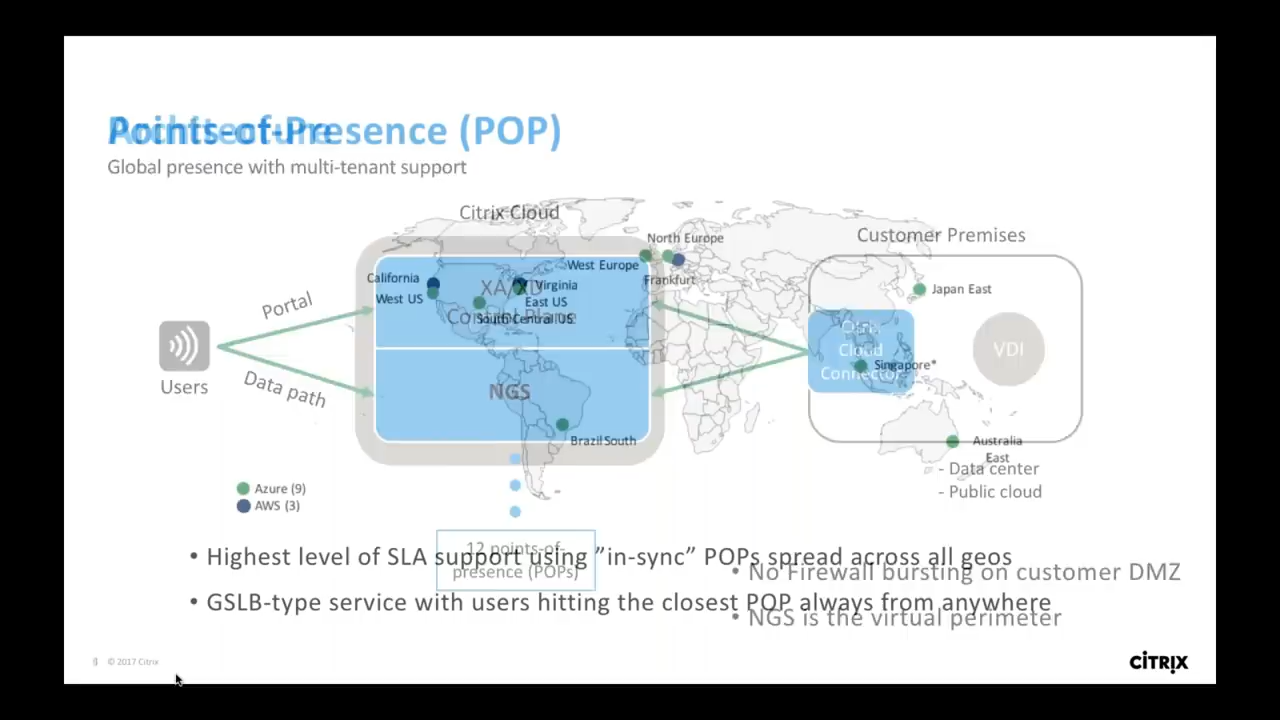 Points-of-Presence (POP)
Architecture
Global presence with multi-tenant support
Citrix Cloud
North Europe
Customer Premises
West Europe
California
Frankfurt
XA/XD
Virginia
Japan East
West US
East US
Portal
Control Plane
South Central US
Citrix
Cloud
Connector
VDI
Singapore*
Users
Data path
NGS
Brazil South
Australia
East
- Data center
- Public cloud
Azure (9)
AWS (3)
12 points-of-
presence (POPs)
• Highest level of SLA support using ”in-sync” POPs spread across all geos
• No Firewall bursting on customer DMZ
• GSLB-type service with users hitting the closest POP always from anywhere
• NGS is the virtual perimeter
© 2017 Citrix
CİTRIX